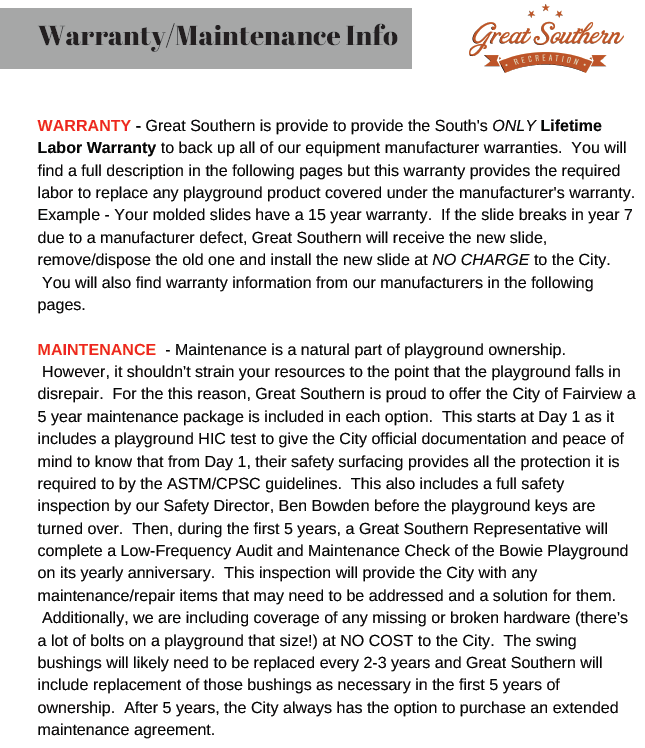 Warranty/Maintenance Info
Great Southern
RECREATION
WARRANTY - Great Southern is provide to provide the South's ONLY Lifetime
Labor Warranty to back up all of our equipment manufacturer warranties. You will
find a full description in the following pages but this warranty provides the required
labor to replace any playground product covered under the manufacturer's warranty.
Example - Your molded slides have a 15 year warranty. If the slide breaks in year 7
due to a manufacturer defect, Great Southern will receive the new slide,
remove/dispose the old one and install the new slide at NO CHARGE to the City.
You will also find warranty information from our manufacturers in the following
pages.
MAINTENANCE - Maintenance is a natural part of playground ownership.
However, it shouldn't strain your resources to the point that the playground falls in
disrepair. For the this reason, Great Southern is proud to offer the City of Fairview a
5 year maintenance package is included in each option. This starts at Day 1 as it
includes a playground HIC test to give the City official documentation and peace of
mind to know that from Day 1, their safety surfacing provides all the protection it is
required to by the ASTM/CPSC guidelines. This also includes a full safety
inspection by our Safety Director, Ben Bowden before the playground keys are
turned over. Then, during the first 5 years, a Great Southern Representative will
complete a Low-Frequency Audit and Maintenance Check of the Bowie Playground
on its yearly anniversary. This inspection will provide the City with any
maintenance/repair items that may need to be addressed and a solution for them.
Additionally, we are including coverage of any missing or broken hardware (there's
a lot of bolts on a playground that size!) at NO COST to the City. The swing
bushings will likely need to be replaced every 2-3 years and Great Southern will
include replacement of those bushings as necessary in the first 5 years of
ownership. After 5 years, the City always has the option to purchase an extended
maintenance agreement.